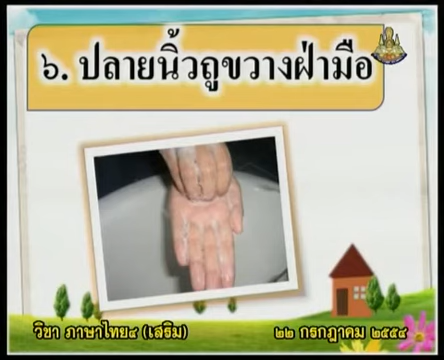 ๖. ปลายนิ้วถูขวางฝ่ามือ
วิชา ภาษาไทย๔ (เสริม)
๒๒ กรกฎาคม ๒๕๕๔